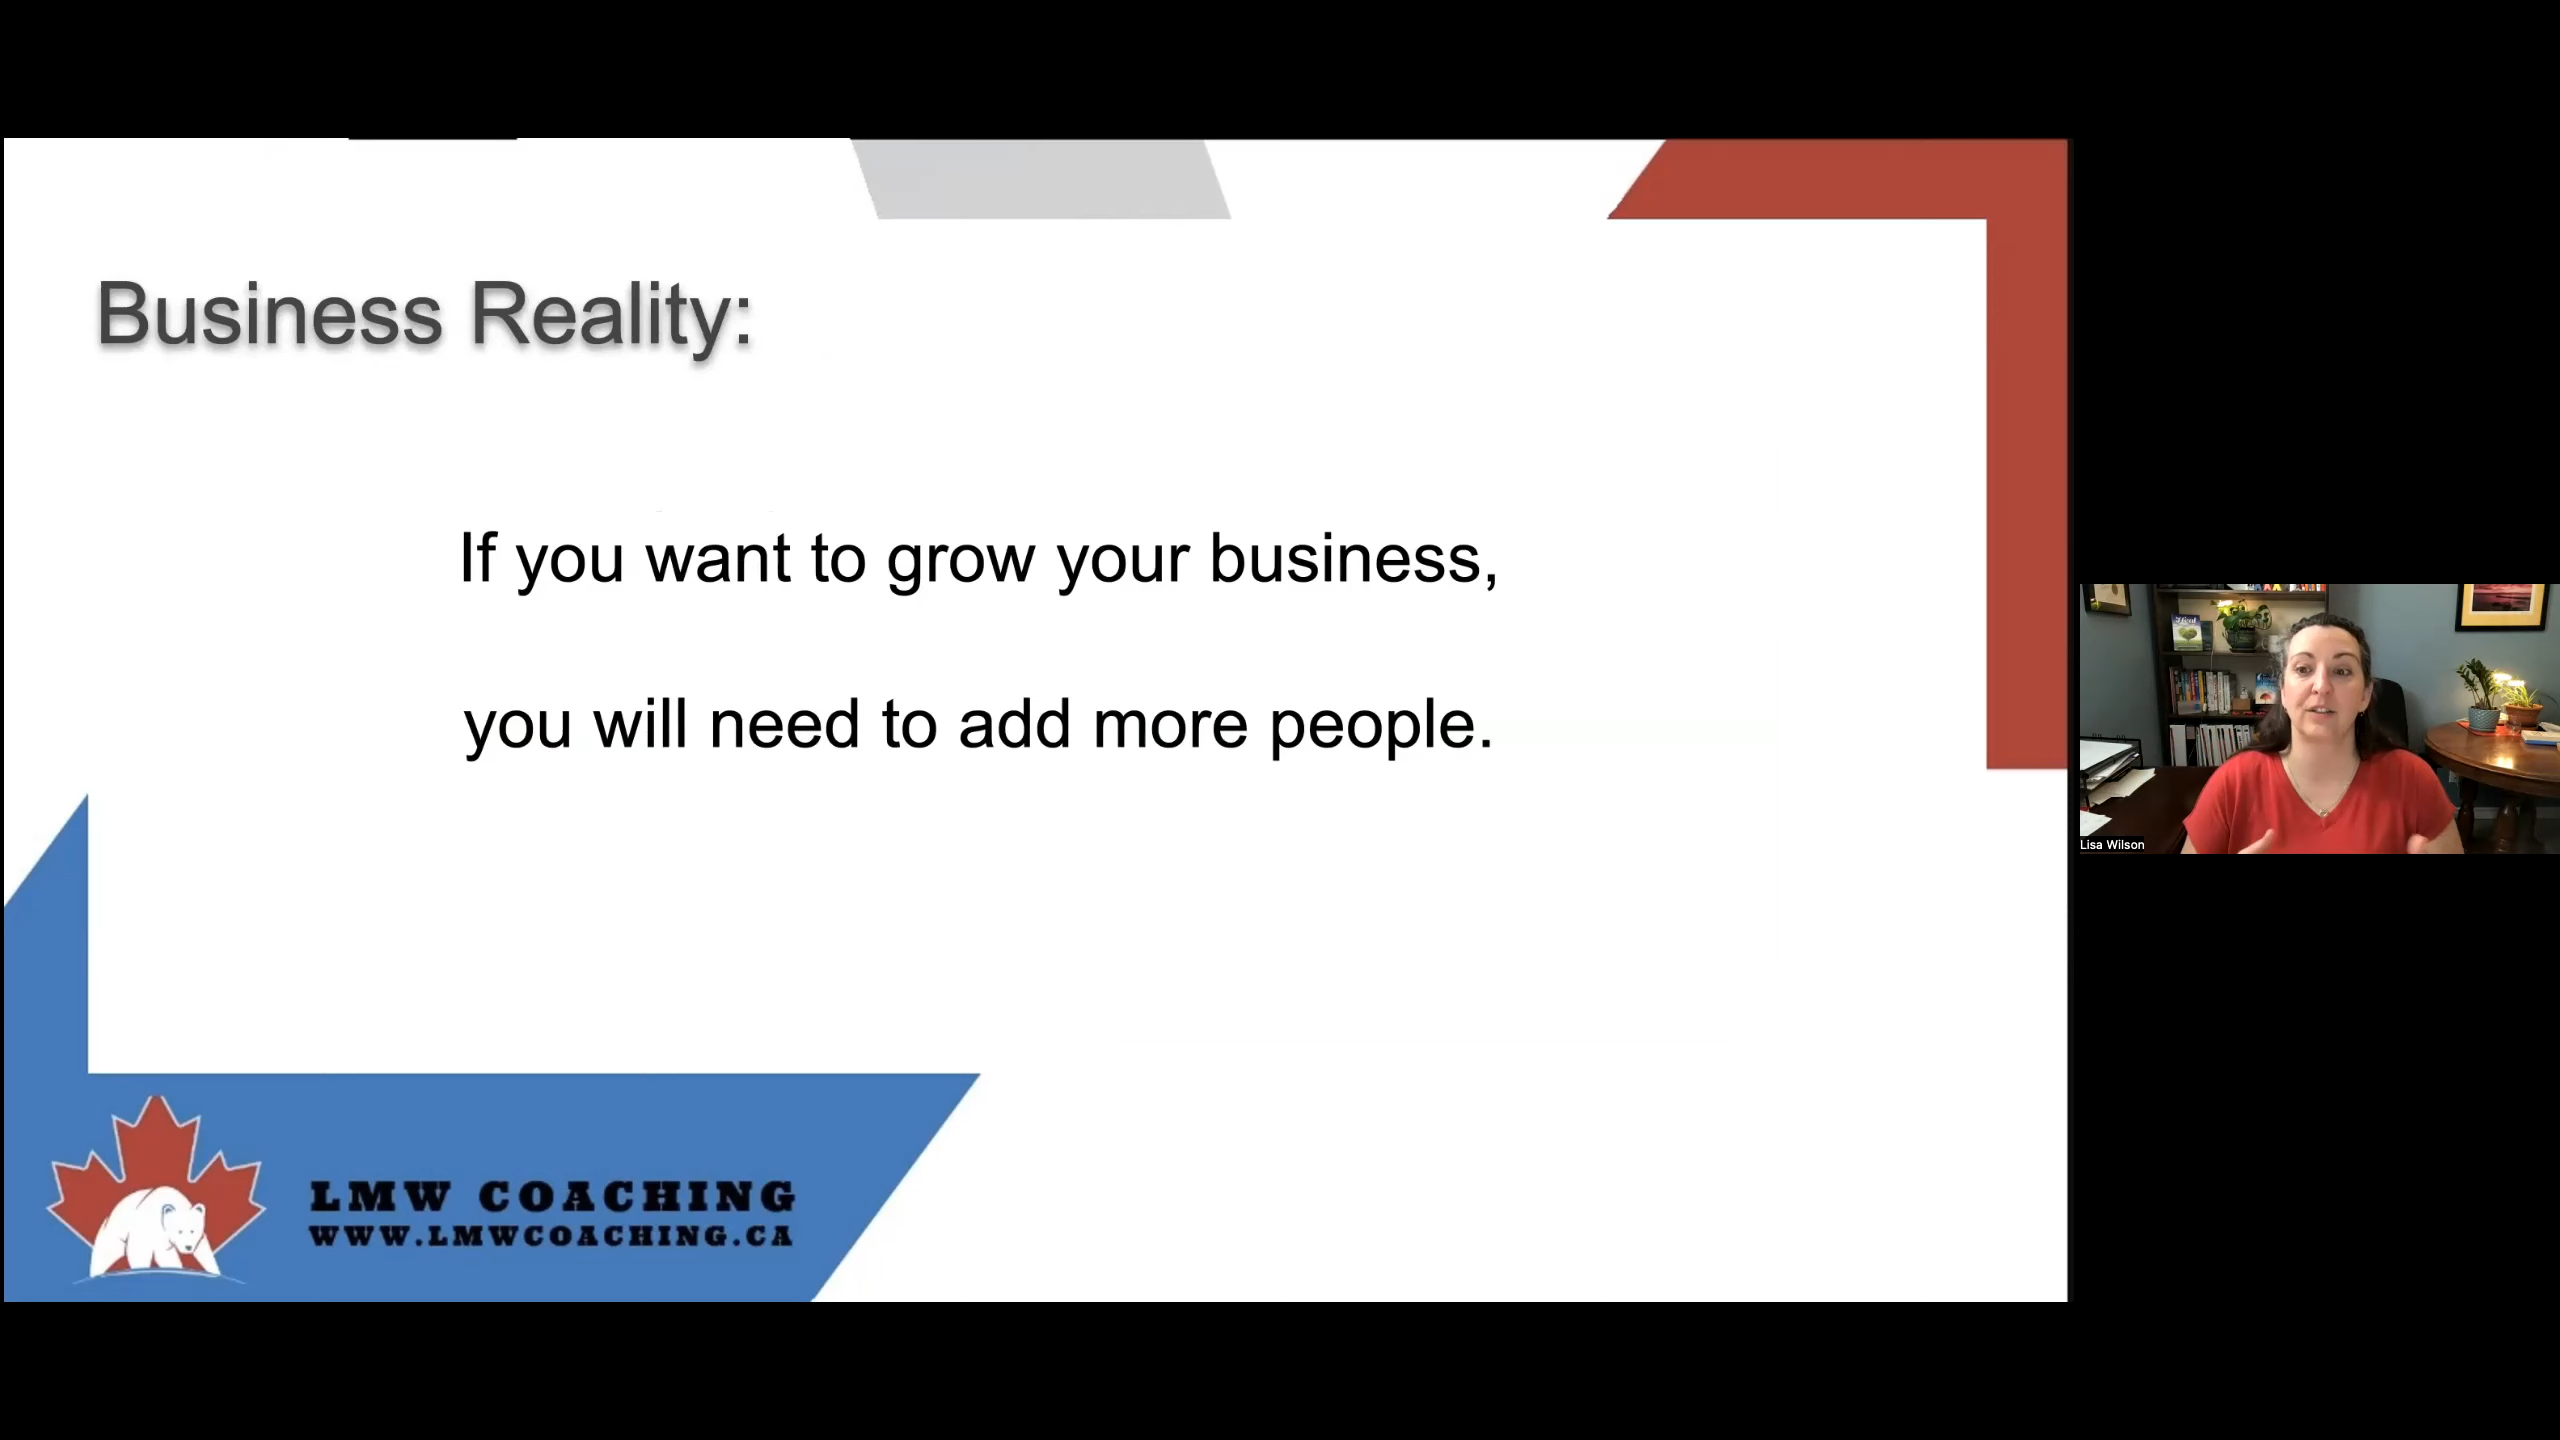 Business Reality:
If you want to grow your business,
you will need to add more people.
LMW COACHING
WWW.LMWCOACHING.CA
Lisa Wilson